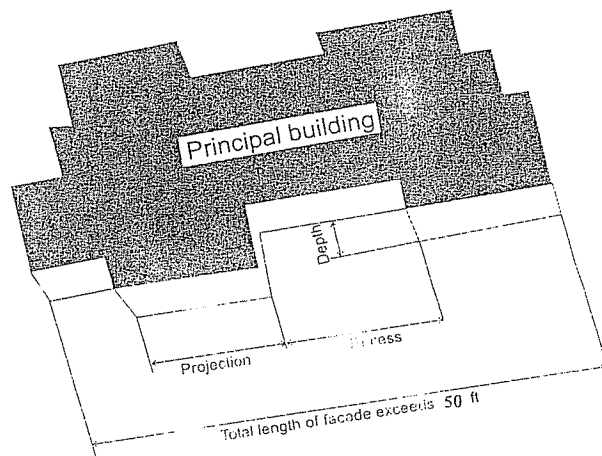 Principal building
Depth
Projection
Total length of facade exceeds 50 ft